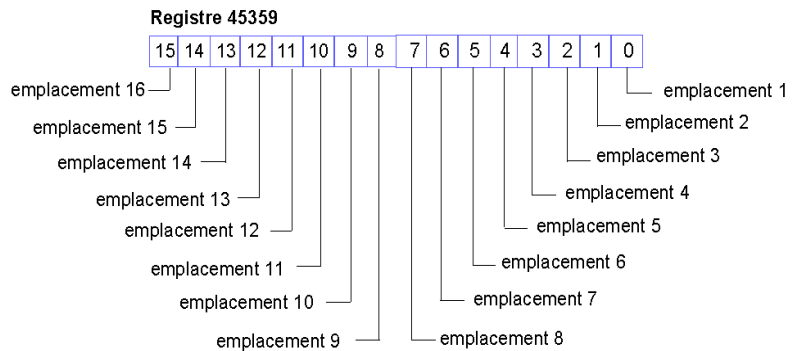 Registre 45359
15 14 13 12 11 10 9 8 7 6 5 4 3 2 1 0
emplacement 16
emplacement 1
emplacement 15
emplacement 2
emplacement 14
emplacement 3
emplacement 13
emplacement 4
emplacement 12
emplacement 5
emplacement 11
emplacement 6
emplacement 10
emplacement 7
emplacement 9
emplacement 8